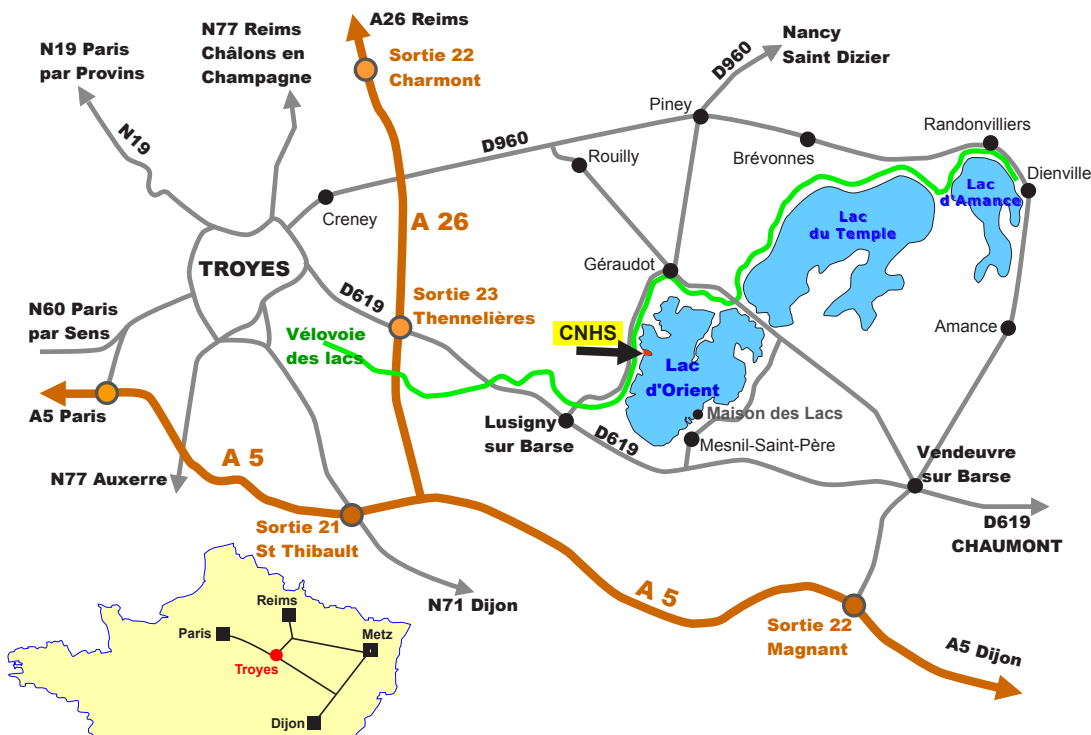 A26 Reims
N77 Reims
Châlons en
Champagne
N19 Paris
par Provins
Sortie 22
Charmont
Nancy
Saint Dizier
D960
Piney
N19
D960
Rouilly
Brévonnes
Randonvilliers
Dienville
Lac
d'Amance
Creney
A 26
Lac
du Temple
TROYES
Géraudot
D619
Sortie 23
Thennelières
N60 Paris
par Sens
Vélovoie
des lacs
CNHS
Amance
Lac
d'Orient
A5 Paris
Maison des Lacs
Lusigny
sur Barse
D619
Mesnil-Saint-Père
Vendeuvre
sur Barse
A 5
N77 Auxerre
Sortie 21
St Thibault
D619
CHAUMONT
N71 Dijon
A 5
Sortie 22
Magnant
A5 Dijon
Reims
Paris
Metz
Troyes
Dijon